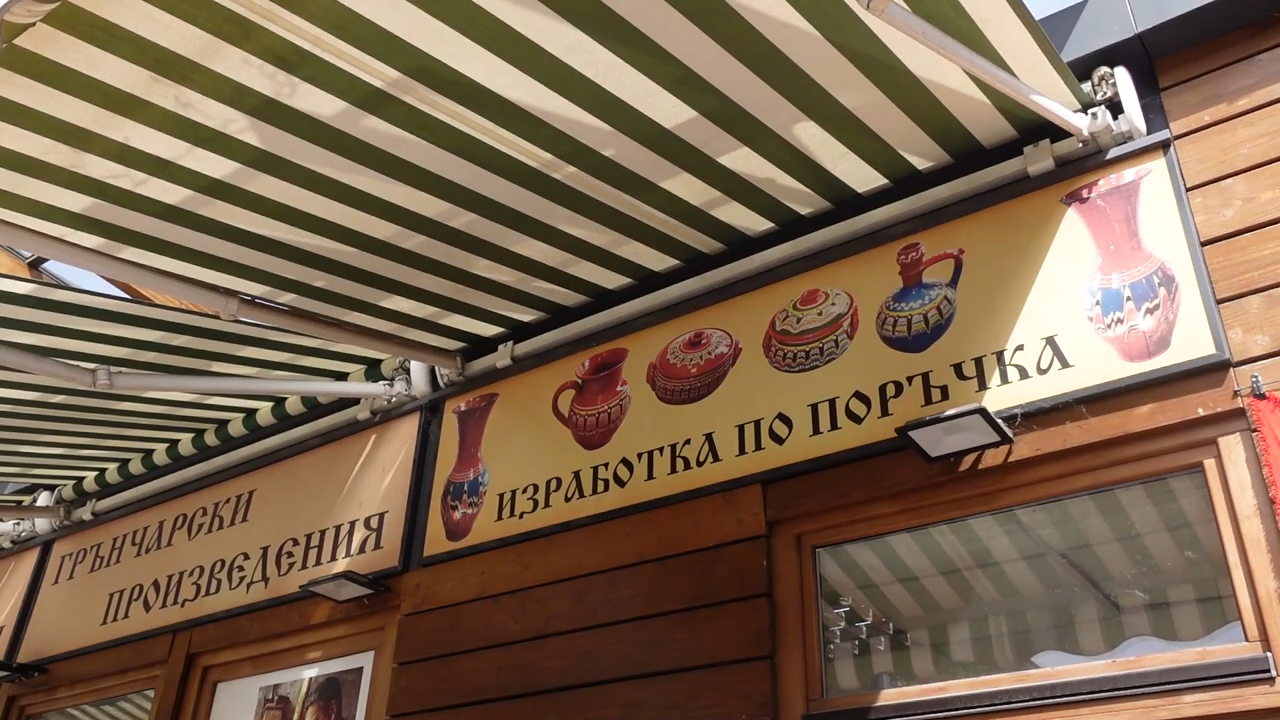 ГРЪНЧАРСКИ
ПРОИЗВЕДЕНИЯ
ИЗРАБОТКА ПО ПОРЪЧКА